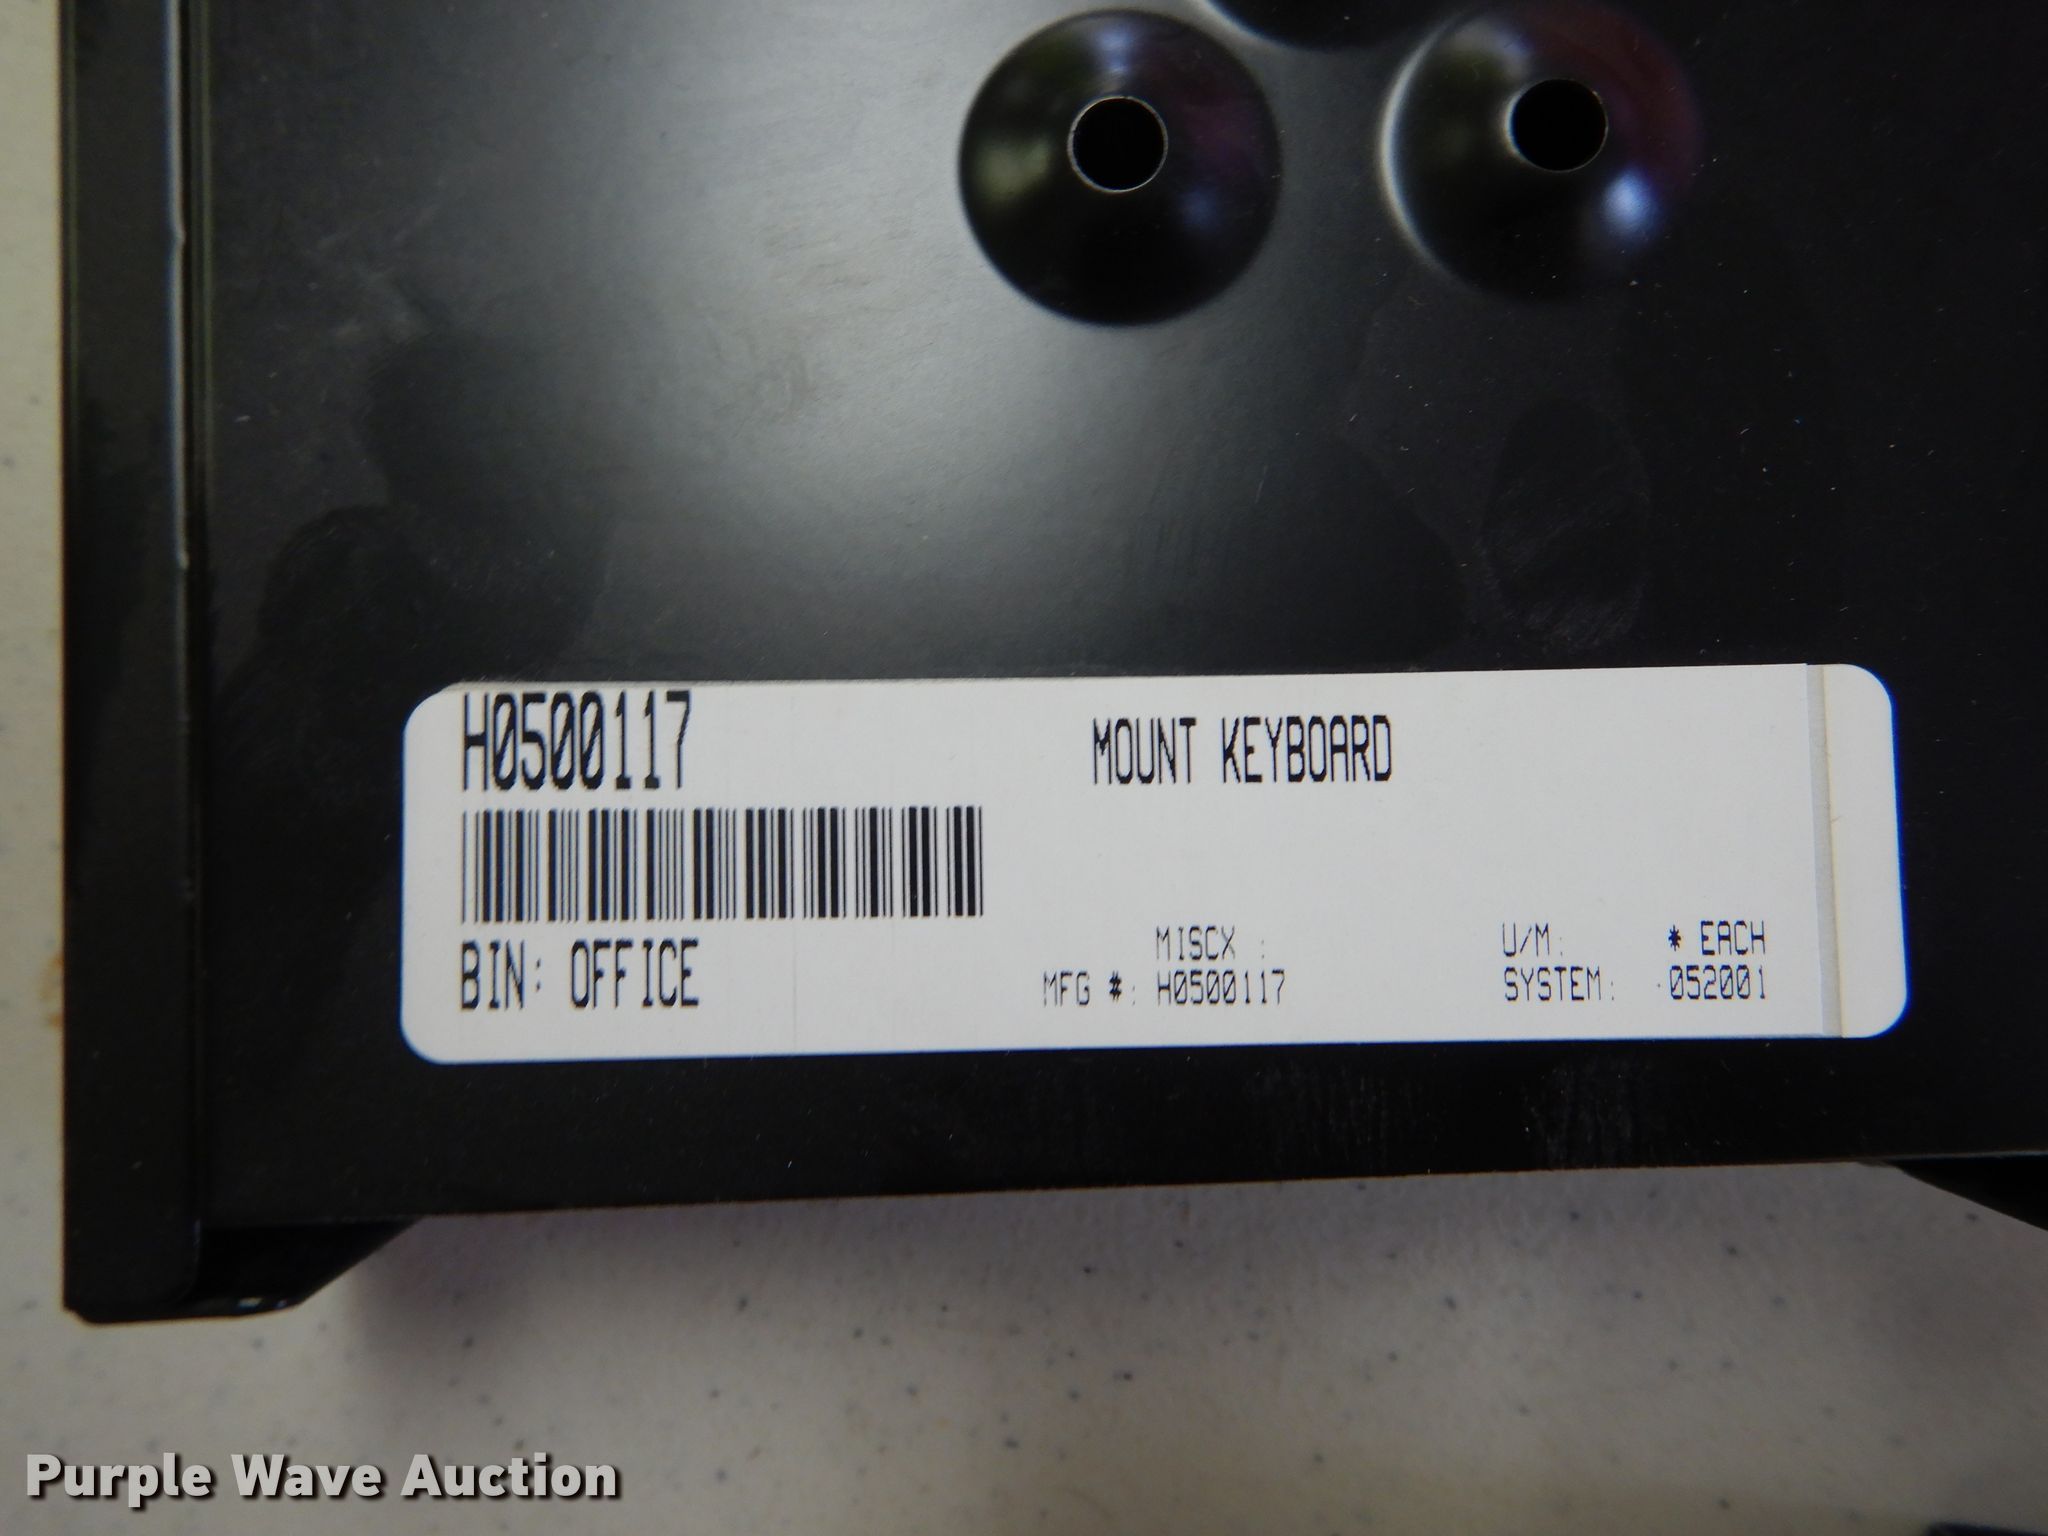 H0500117
MOUNT KEYBOARD
BIN: OFFICE
MISCX :
MFG #: H0500117
U/M: * EACH
SYSTEM: 052001
Purple Wave Auction